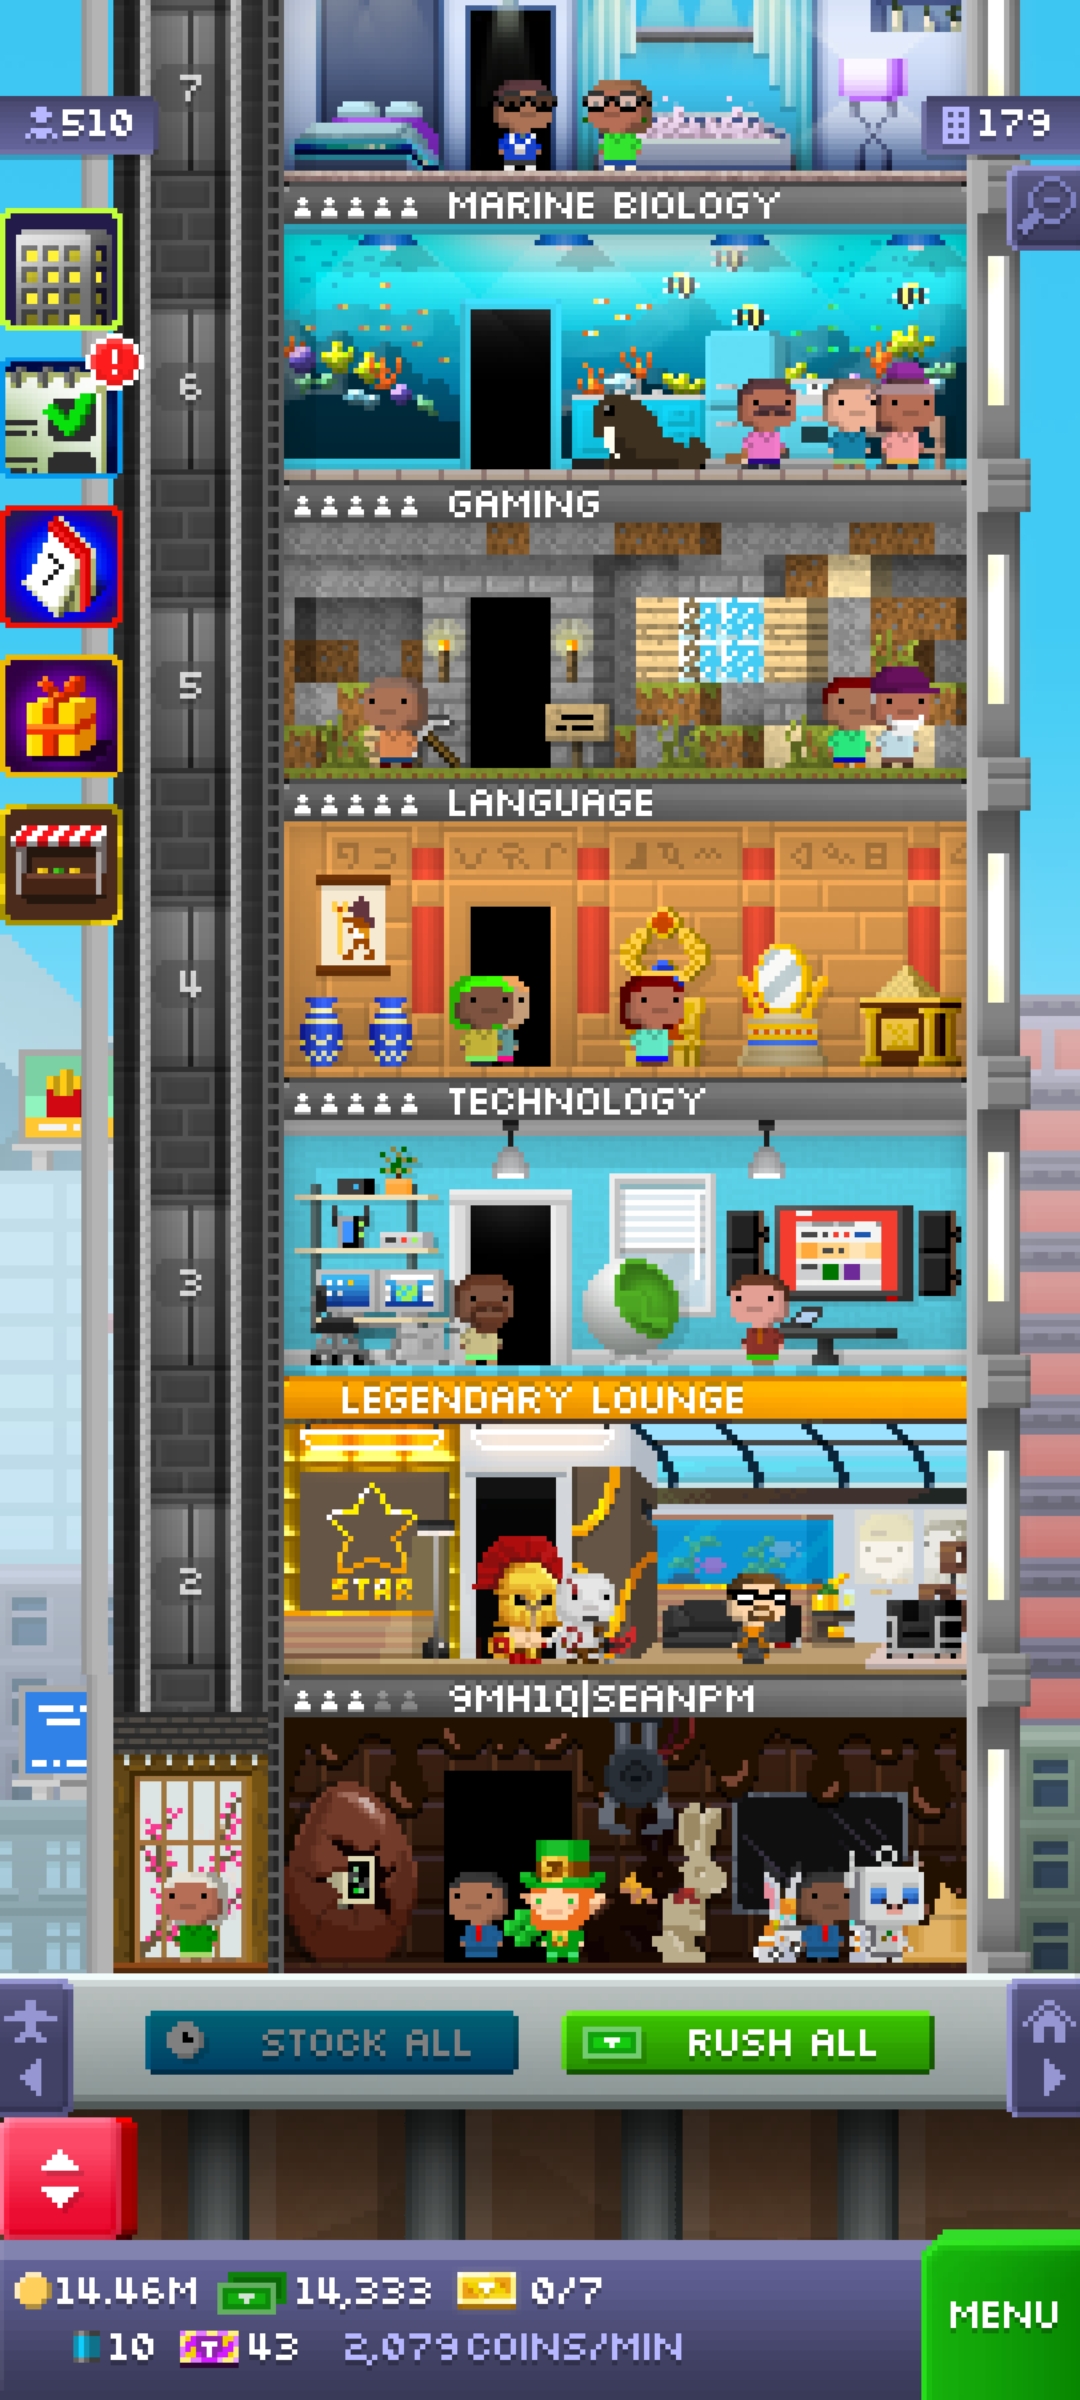 7
510
179
MARINE BIOLOGY
6
GAMING
5
LANGUAGE
4
TECHNOLOGY
3
LEGENDARY LOUNGE
STAR
2
9MH1Q|SEANPM
STOCK ALL
RUSH ALL
14.46M 14,333 0/7
MENU
10 43 2,079 COINS/MIN